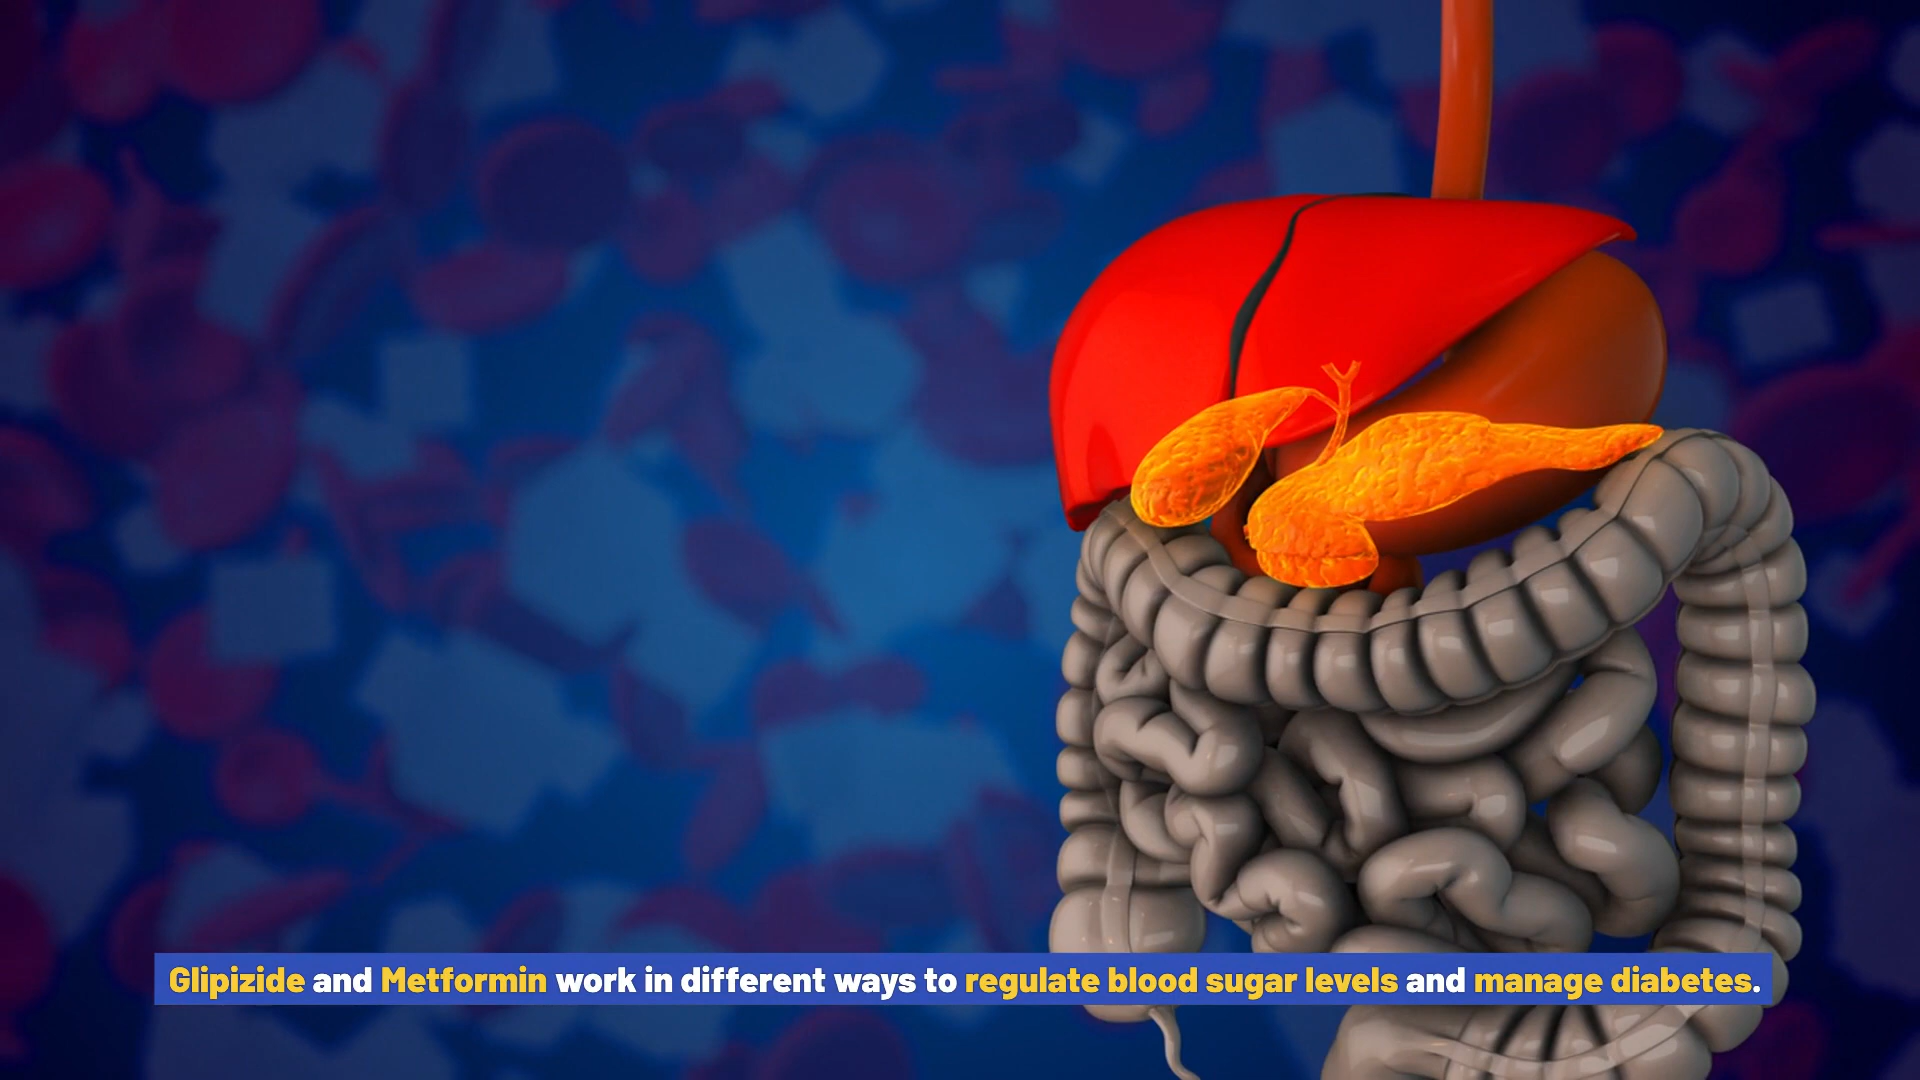 Glipizide and Metformin work in different ways to regulate blood sugar levels and manage diabetes.